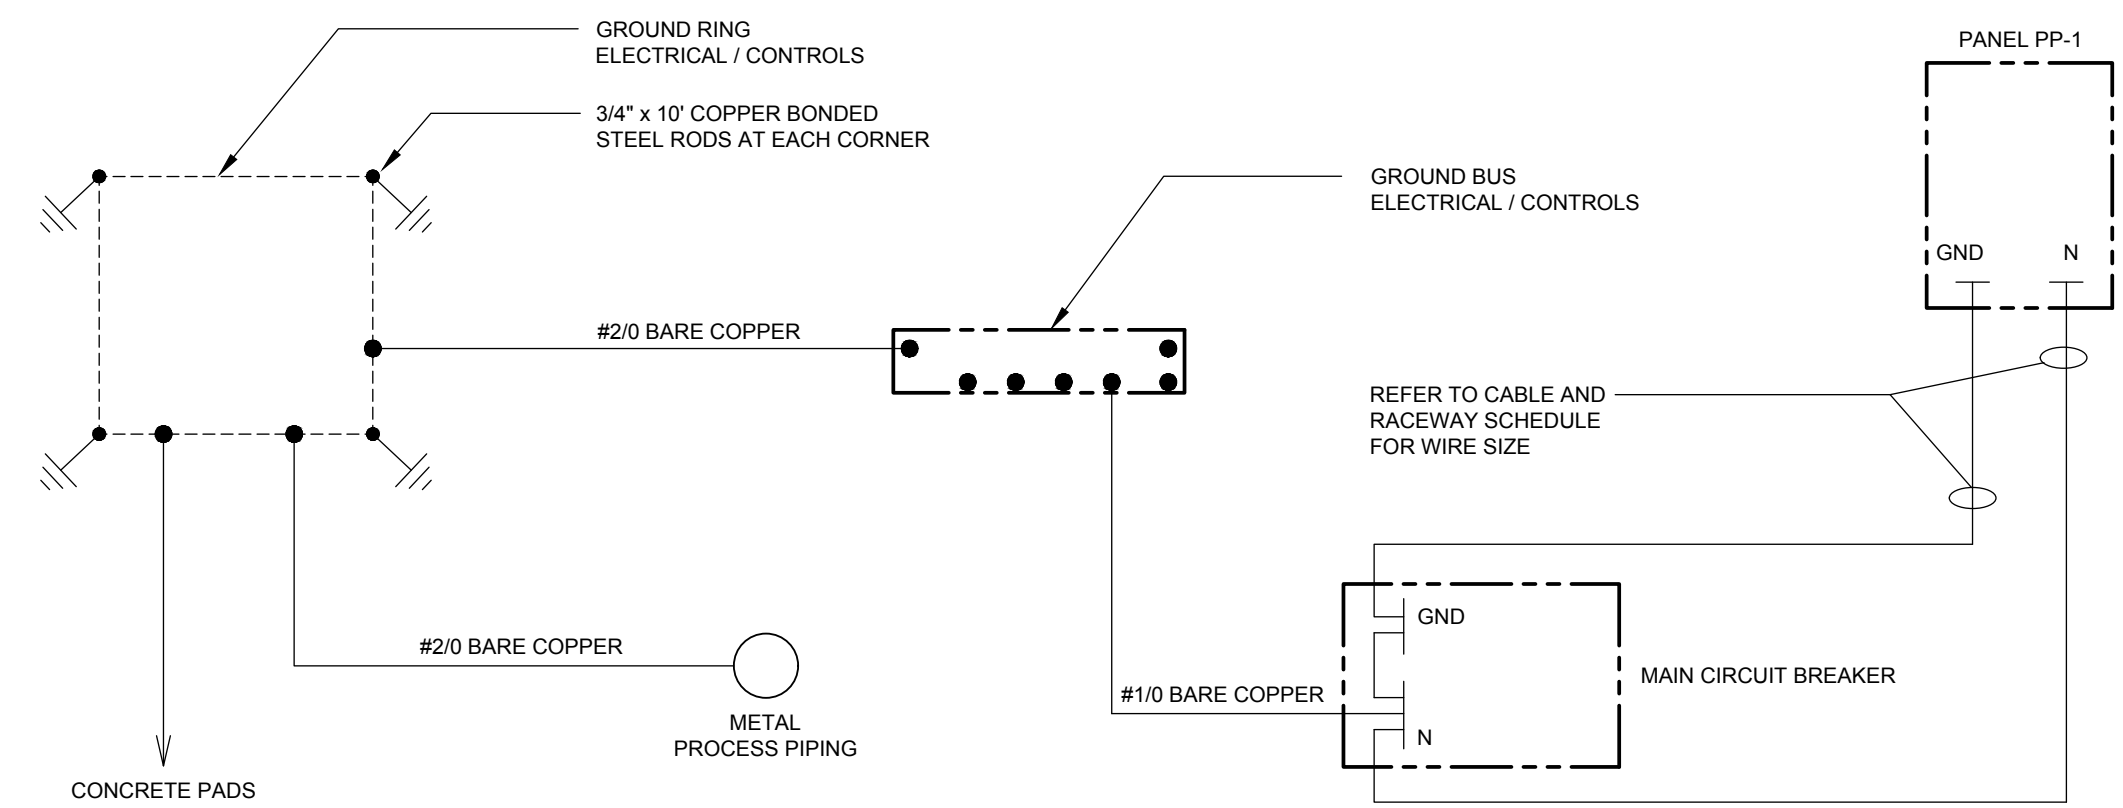 GROUND RING
ELECTRICAL / CONTROLS
3/4" x 10' COPPER BONDED
STEEL RODS AT EACH CORNER
PANEL PP-1
GROUND BUS
ELECTRICAL / CONTROLS
GND
N
#2/0 BARE COPPER
REFER TO CABLE AND
RACEWAY SCHEDULE
FOR WIRE SIZE
GND
#2/0 BARE COPPER
MAIN CIRCUIT BREAKER
#1/0 BARE COPPER
METAL
PROCESS PIPING
N
CONCRETE PADS